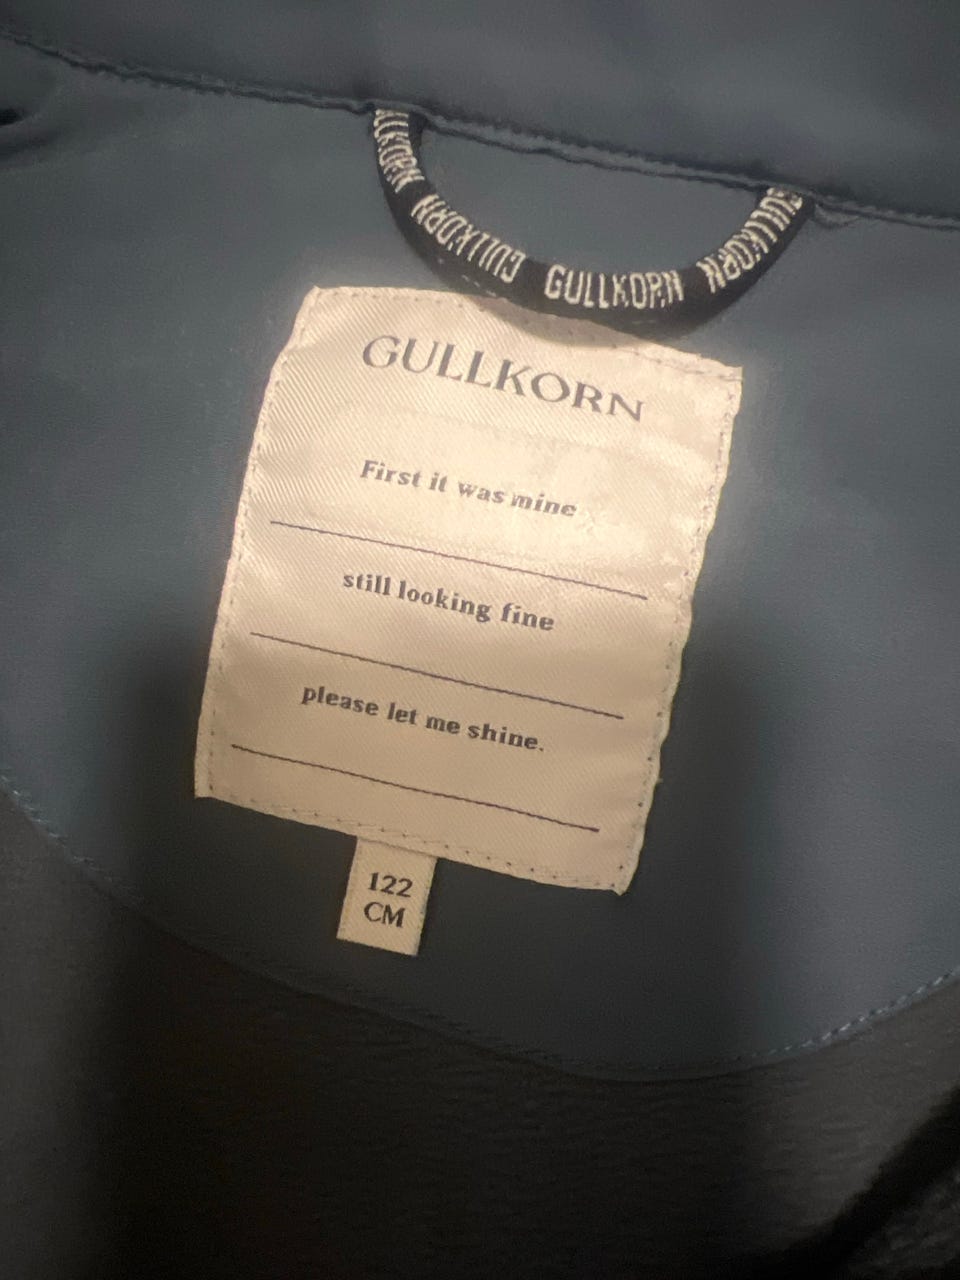 GULLKORN GULLKORN GULLKORN GULLKORN
GULLKORN
First it was mine
still looking fine
please let me shine.
122
CM